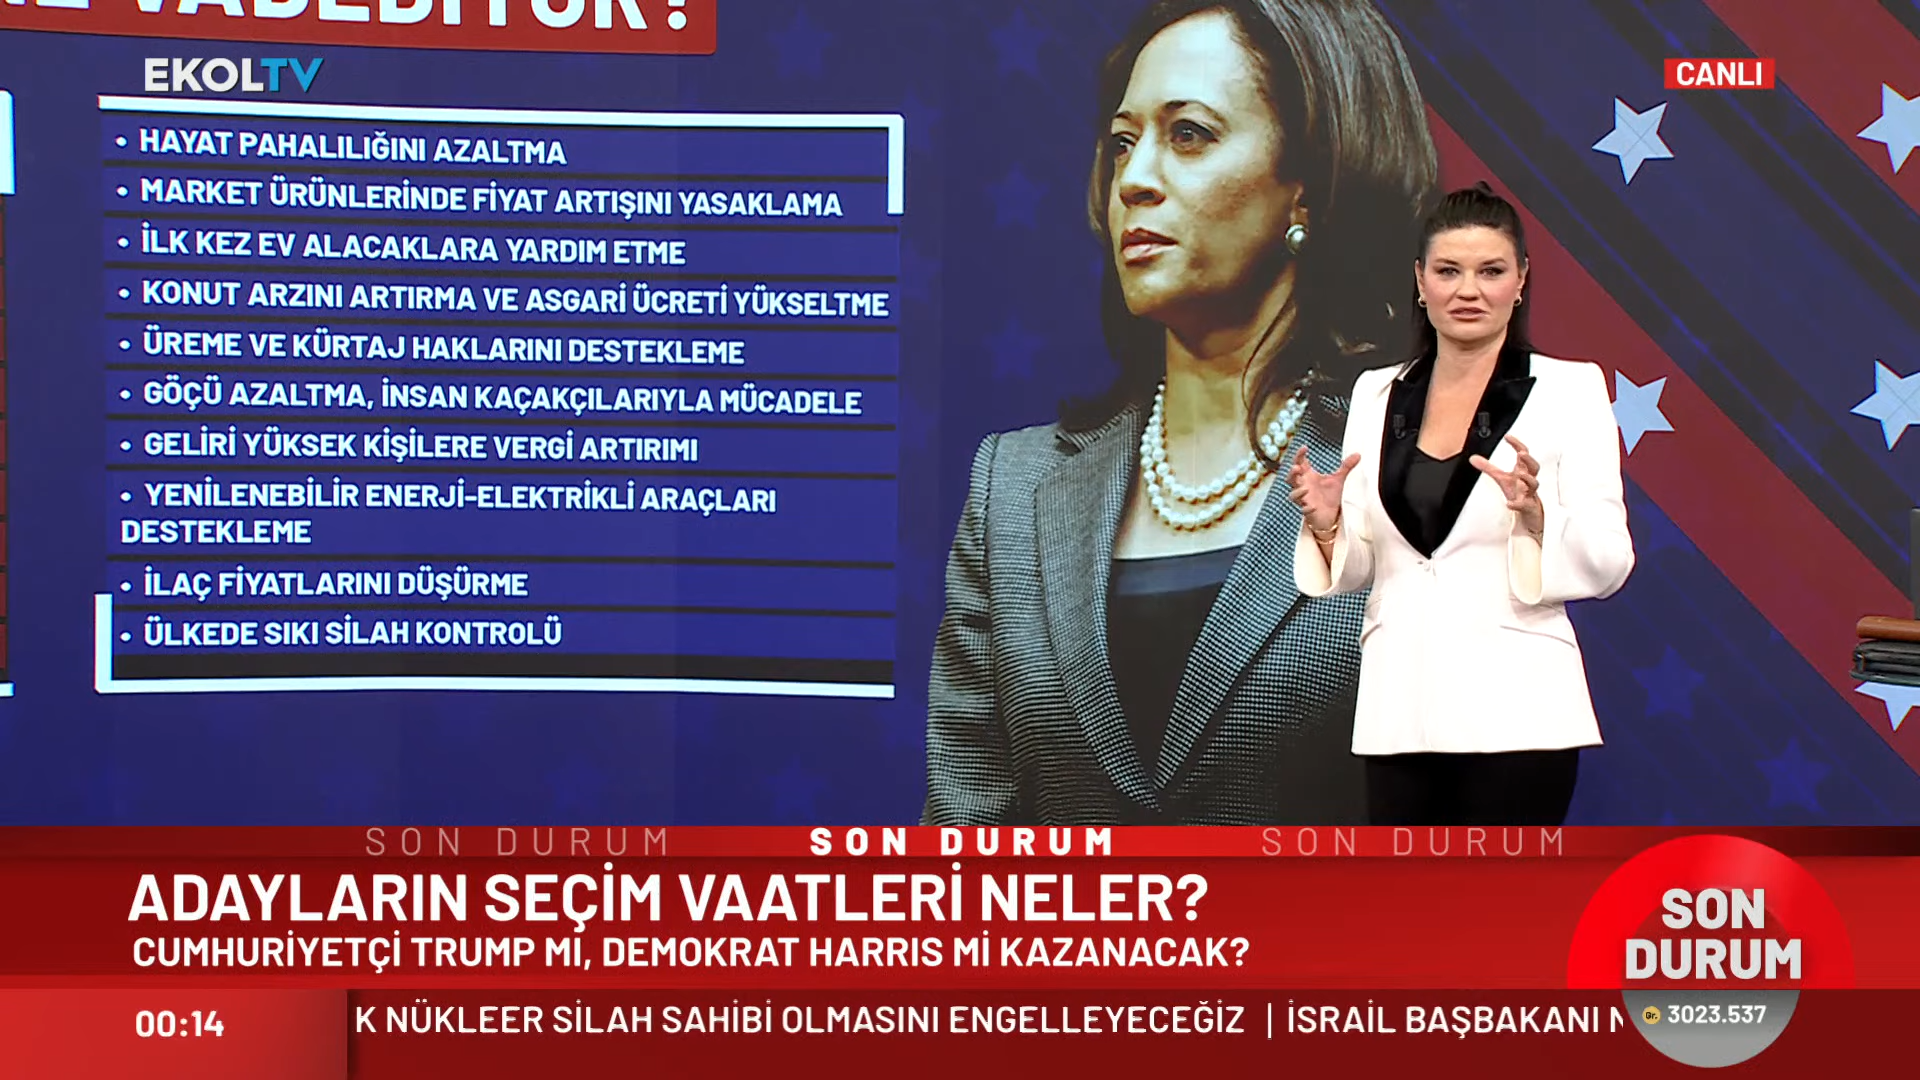 VADEDİYOR?
EKOLTV
CANLI
• HAYAT PAHALILIĞINI AZALTMA
• MARKET ÜRÜNLERİNDE FİYAT ARTIŞINI YASAKLAMA
• İLK KEZ EV ALACAKLARA YARDIM ETME
• KONUT ARZINI ARTIRMA VE ASGARİ ÜCRETİ YÜKSELTME
• ÜREME VE KÜRTAJ HAKLARINI DESTEKLEME
• GÖÇÜ AZALTMA, İNSAN KAÇAKÇILARIYLA MÜCADELE
• GELİRİ YÜKSEK KİŞİLERE VERGİ ARTIRIMI
• YENİLENEBİLİR ENERJİ-ELEKTRİKLİ ARAÇLARI
DESTEKLEME
• İLAÇ FİYATLARINI DÜŞÜRME
• ÜLKEDE SIKI SİLAH KONTROLÜ
SON DURUM SON DURUM SON DURUM
ADAYLARIN SEÇİM VAATLERİ NELER?
CUMHURİYETÇİ TRUMP MI, DEMOKRAT HARRIS Mİ KAZANACAK?
SON
DURUM
00:14
K NÜKLEER SİLAH SAHİBİ OLMASINI ENGELLEYECEĞİZ | İSRAİL BAŞBAKANI N
Gr. 3023.537